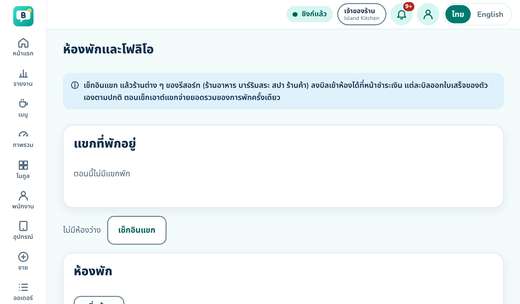 B
ซิงก์แล้ว
เจ้าของร้าน
Island Kitchen
9+
ไทย
English
หน้าแรก
รายงาน
เมนู
ภาพรวม
โมดูล
พนักงาน
อุปกรณ์
ขาย
ออเดอร์
ห้องพักและโฟลิโอ
เช็กอินแขก แล้วร้านต่าง ๆ ของรีสอร์ท (ร้านอาหาร บาร์ริมสระ สปา ร้านค้า) ลงบิลเข้าห้องได้ที่หน้าชำระเงิน แต่ละบิลออกใบเสร็จของตัว
เองตามปกติ ตอนเช็กเอาต์แขกจ่ายยอดรวมของการพักครั้งเดียว
แขกที่พักอยู่
ตอนนี้ไม่มีแขกพัก
ไม่มีห้องว่าง
เช็กอินแขก
ห้องพัก